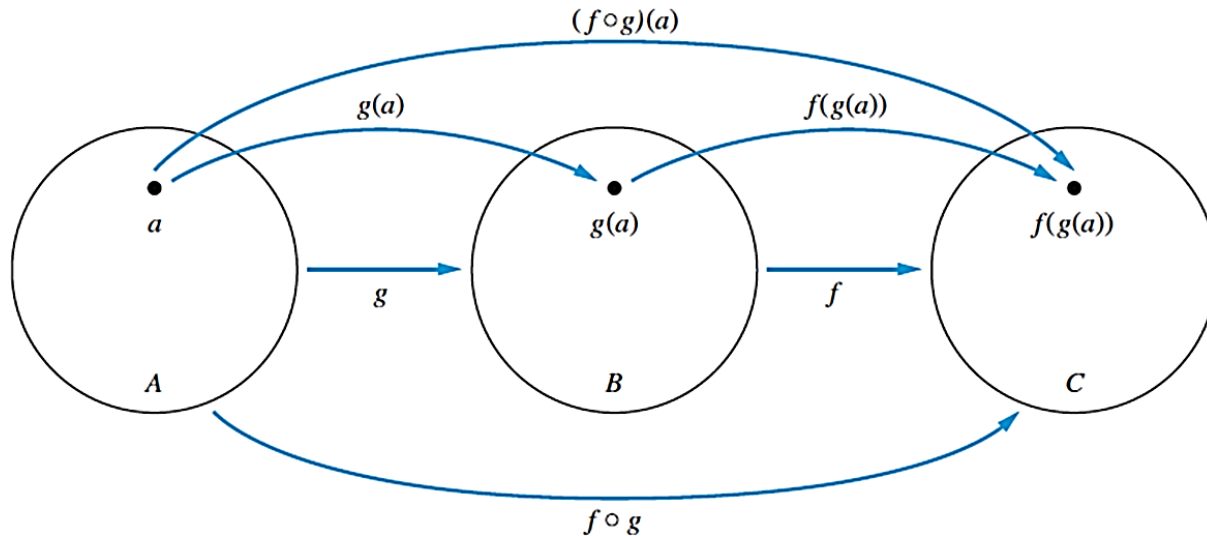 (f ∘ g)(a)
g(a)
f(g(a))
a
g(a)
f(g(a))
g
f
A
B
C
f ∘ g